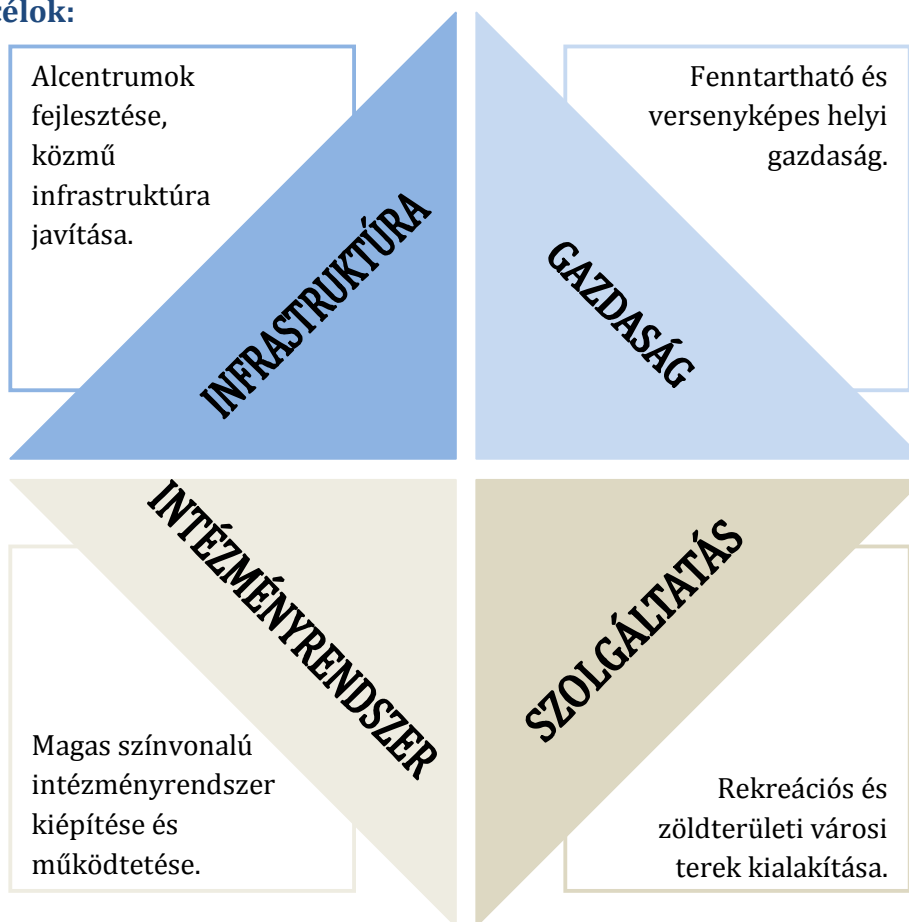 célok:
Alcentrumok
fejlesztése,
közmű
infrastruktúra
javítása.
INFRASTRUKTÚRA
Fenntartható és
versenyképes helyi
gazdaság.
GAZDASÁG
INTÉZMÉNYRENDSZER
Magas színvonalú
intézményrendszer
kiépítése és
működtetése.
SZOLGÁLTATÁS
Rekreációs és
zöldterületi városi
terek kialakítása.